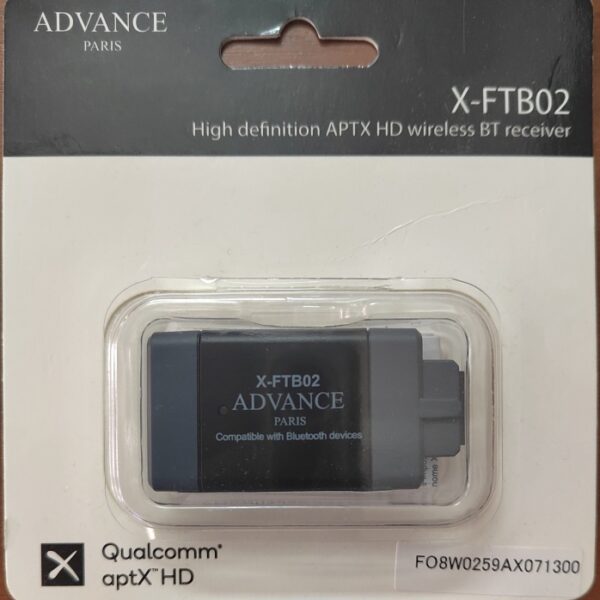 ADVANCE
PARIS
X-FTB02
High definition APTX HD wireless BT receiver
X-FTB02
ADVANCE
PARIS
Compatible with Bluetooth devices
Qualcomm®
aptX™ HD
FO8W0259AX071300